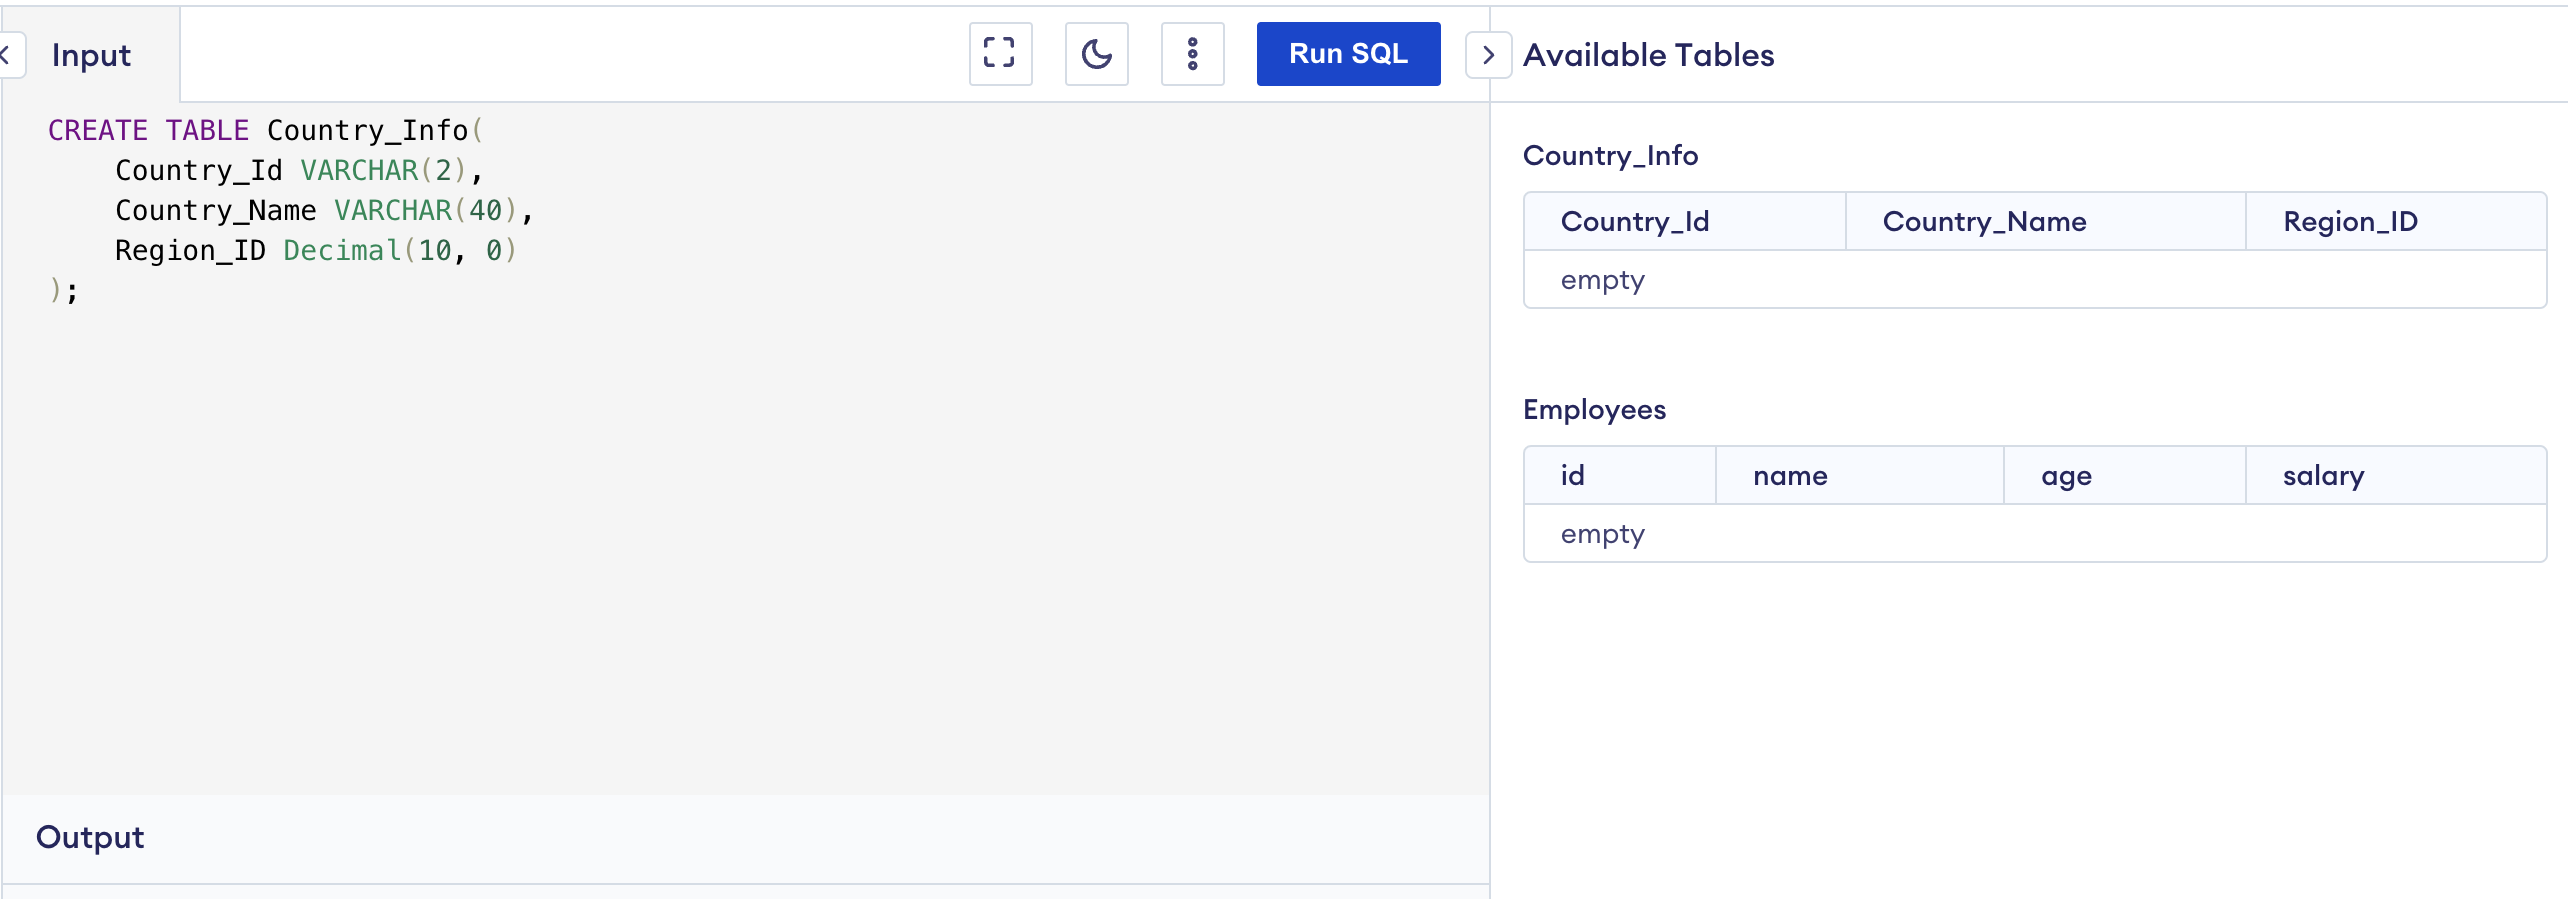 Input
Run SQL
CREATE TABLE Country_Info(
    Country_Id VARCHAR(2),
    Country_Name VARCHAR(40),
    Region_ID Decimal(10, 0)
);
Output
Available Tables
Country_Info
Country_Id Country_Name Region_ID
empty
Employees
id name age salary
empty